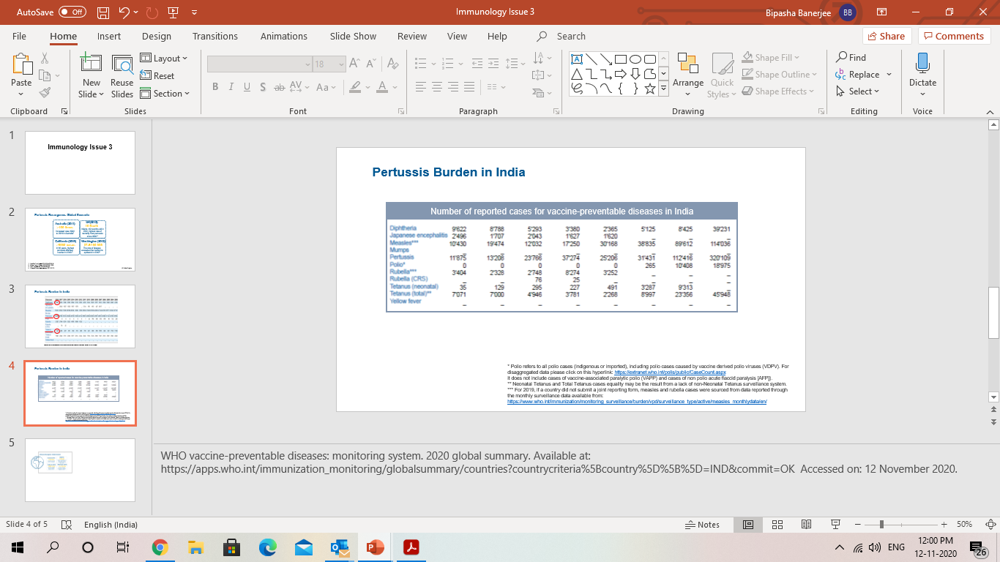 AutoSave Off
Immunology Issue 3
Bipasha Banerjee BB
File Home Insert Design Transitions Animations Slide Show Review View Help Search
Share Comments
Paste
Clipboard
New Slide
Reuse Slides
Layout
Reset
Section
Slides
18
B I U S ab AV Aa
Font
Paragraph
Arrange
Quick Styles
Shape Fill
Shape Outline
Shape Effects
Drawing
Find
Replace
Select
Editing
Dictate
Voice
1
Immunology Issue 3
2
3
Pertussis Burden in India
4
Pertussis Burden in India
5
Pertussis Burden in India
Number of reported cases for vaccine-preventable diseases in India
Diphtheria 9'622 8'788 5'293 3'380 2'365 5'125 8'425 39'231
Japanese encephalitis 2'496 1'707 2'043 1'627 1'620 – – –
Measles*** 10'430 19'474 12'032 17'250 30'168 38'835 89'612 114'036
Mumps – – – – – – – –
Pertussis 11'875 13'208 23'766 37'274 25'206 31'431 112'416 320'109
Polio* 0 0 0 0 0 265 10'408 18'975
Rubella*** 3'404 2'328 2'748 8'274 3'252 – – –
Rubella (CRS) 76 25 – – –
Tetanus (neonatal) 35 129 295 227 491 3'287 9'313 –
Tetanus (total)** 7'071 7'000 4'946 3'781 2'268 8'997 23'356 45'948
Yellow fever – – – – – – – –
* Polio refers to all polio cases (indigenous or imported), including polio cases caused by vaccine derived polio viruses (VDPV). For
disaggregated data please click on this hyperlink: https://extranet.who.int/polis/public/CaseCount.aspx
It does not include cases of vaccine-associated paralytic polio (VAPP) and cases of non polio acute flaccid paralysis [AFP]).
** Neonatal Tetanus and Total Tetanus cases equality may be the result from a lack of non-Neonatal Tetanus surveillance system.
*** For 2019, if a country did not submit a joint reporting form, measles and rubella cases were sourced from data reported through
the monthly surveillance data available from:
https://www.who.int/immunization/monitoring_surveillance/burden/vpd/surveillance_type/active/measles_monthlydata/en/
WHO vaccine-preventable diseases: monitoring system. 2020 global summary. Available at:
https://apps.who.int/immunization_monitoring/globalsummary/countries?countrycriteria%5Bcountry%5D%5B%5D=IND&commit=OK Accessed on: 12 November 2020.
Slide 4 of 5 English (India) Notes 50%
ENG 12:00 PM
12-11-2020
26